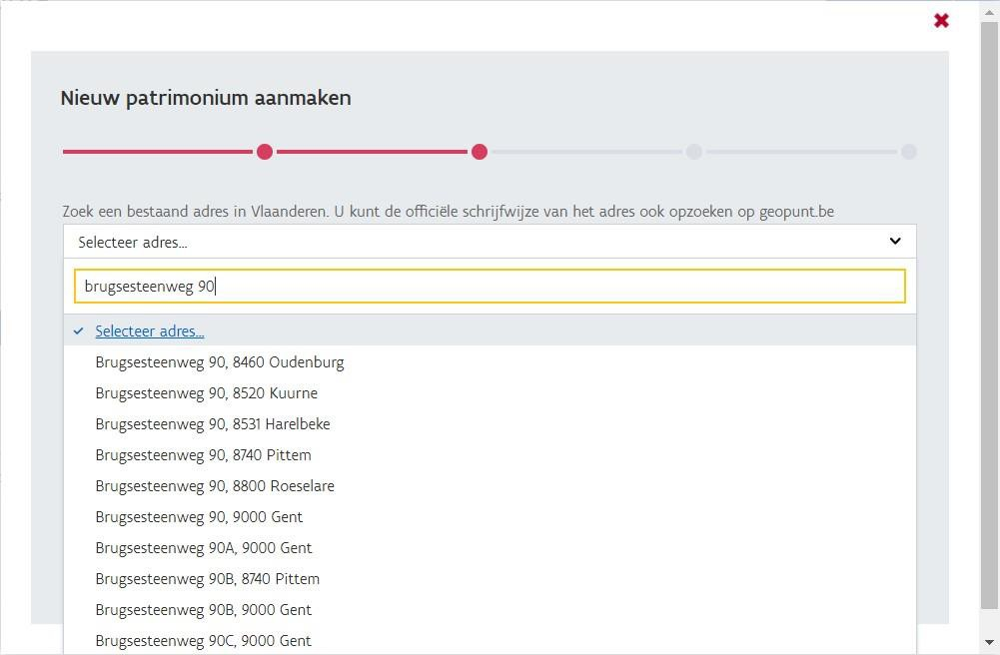 Nieuw patrimonium aanmaken
Zoek een bestaand adres in Vlaanderen. U kunt de officiële schrijfwijze van het adres ook opzoeken op geopunt.be
Selecteer adres...
brugsesteenweg 90
Selecteer adres...
Brugsesteenweg 90, 8460 Oudenburg
Brugsesteenweg 90, 8520 Kuurne
Brugsesteenweg 90, 8531 Harelbeke
Brugsesteenweg 90, 8740 Pittem
Brugsesteenweg 90, 8800 Roeselare
Brugsesteenweg 90, 9000 Gent
Brugsesteenweg 90A, 9000 Gent
Brugsesteenweg 90B, 8740 Pittem
Brugsesteenweg 90B, 9000 Gent
Brugsesteenweg 90C, 9000 Gent